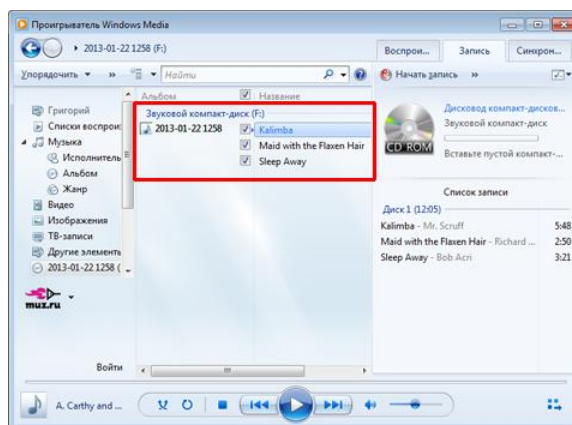 Проигрыватель Windows Media
2013-01-22 1258 (F:)
Воспрои... Запись Синхрон...
Упорядочить Найти Начать запись »
Альбом Название
Звуковой компакт-диск (F:)
2013-01-22 1258 Kalimba
Maid with the Flaxen Hair
Sleep Away
Григорий
Списки воспрои:
Музыка
Исполнитель
Альбом
Жанр
Видео
Изображения
ТВ-записи
Другие элементь
2013-01-22 1258 (
muz.ru
Войти
Дисковод компакт-дисков...
Звуковой компакт-диск
CD ROM
Вставьте пустой компакт-...
Список записи
Диск 1 (12:05)
Kalimba - Mr. Scruff 5:48
Maid with the Flaxen Hair - Richard ... 2:50
Sleep Away - Bob Acri 3:21
A. Carthy and ...